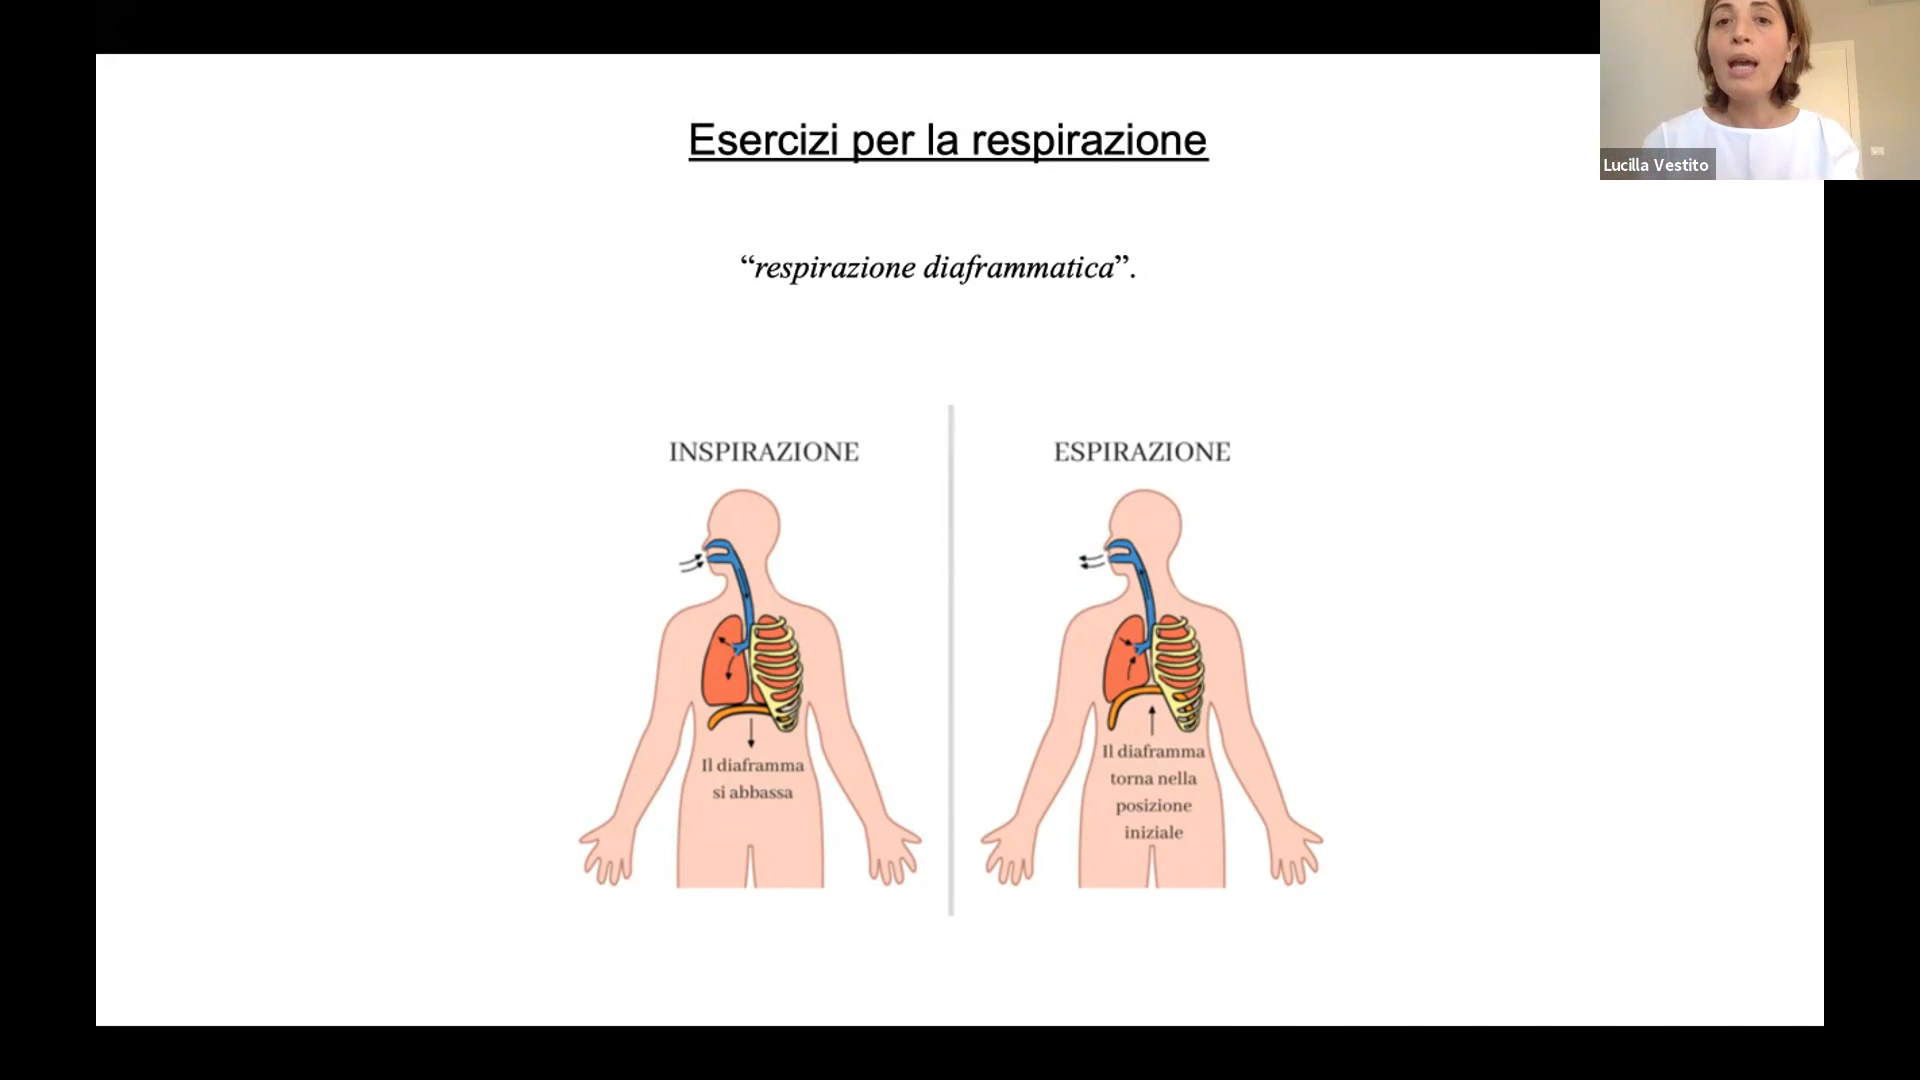 Esercizi per la respirazione
Lucilla Vestito
“respirazione diaframmatica”.
INSPIRAZIONE
Il diaframma
si abbassa
ESPIRAZIONE
Il diaframma
torna nella
posizione
iniziale